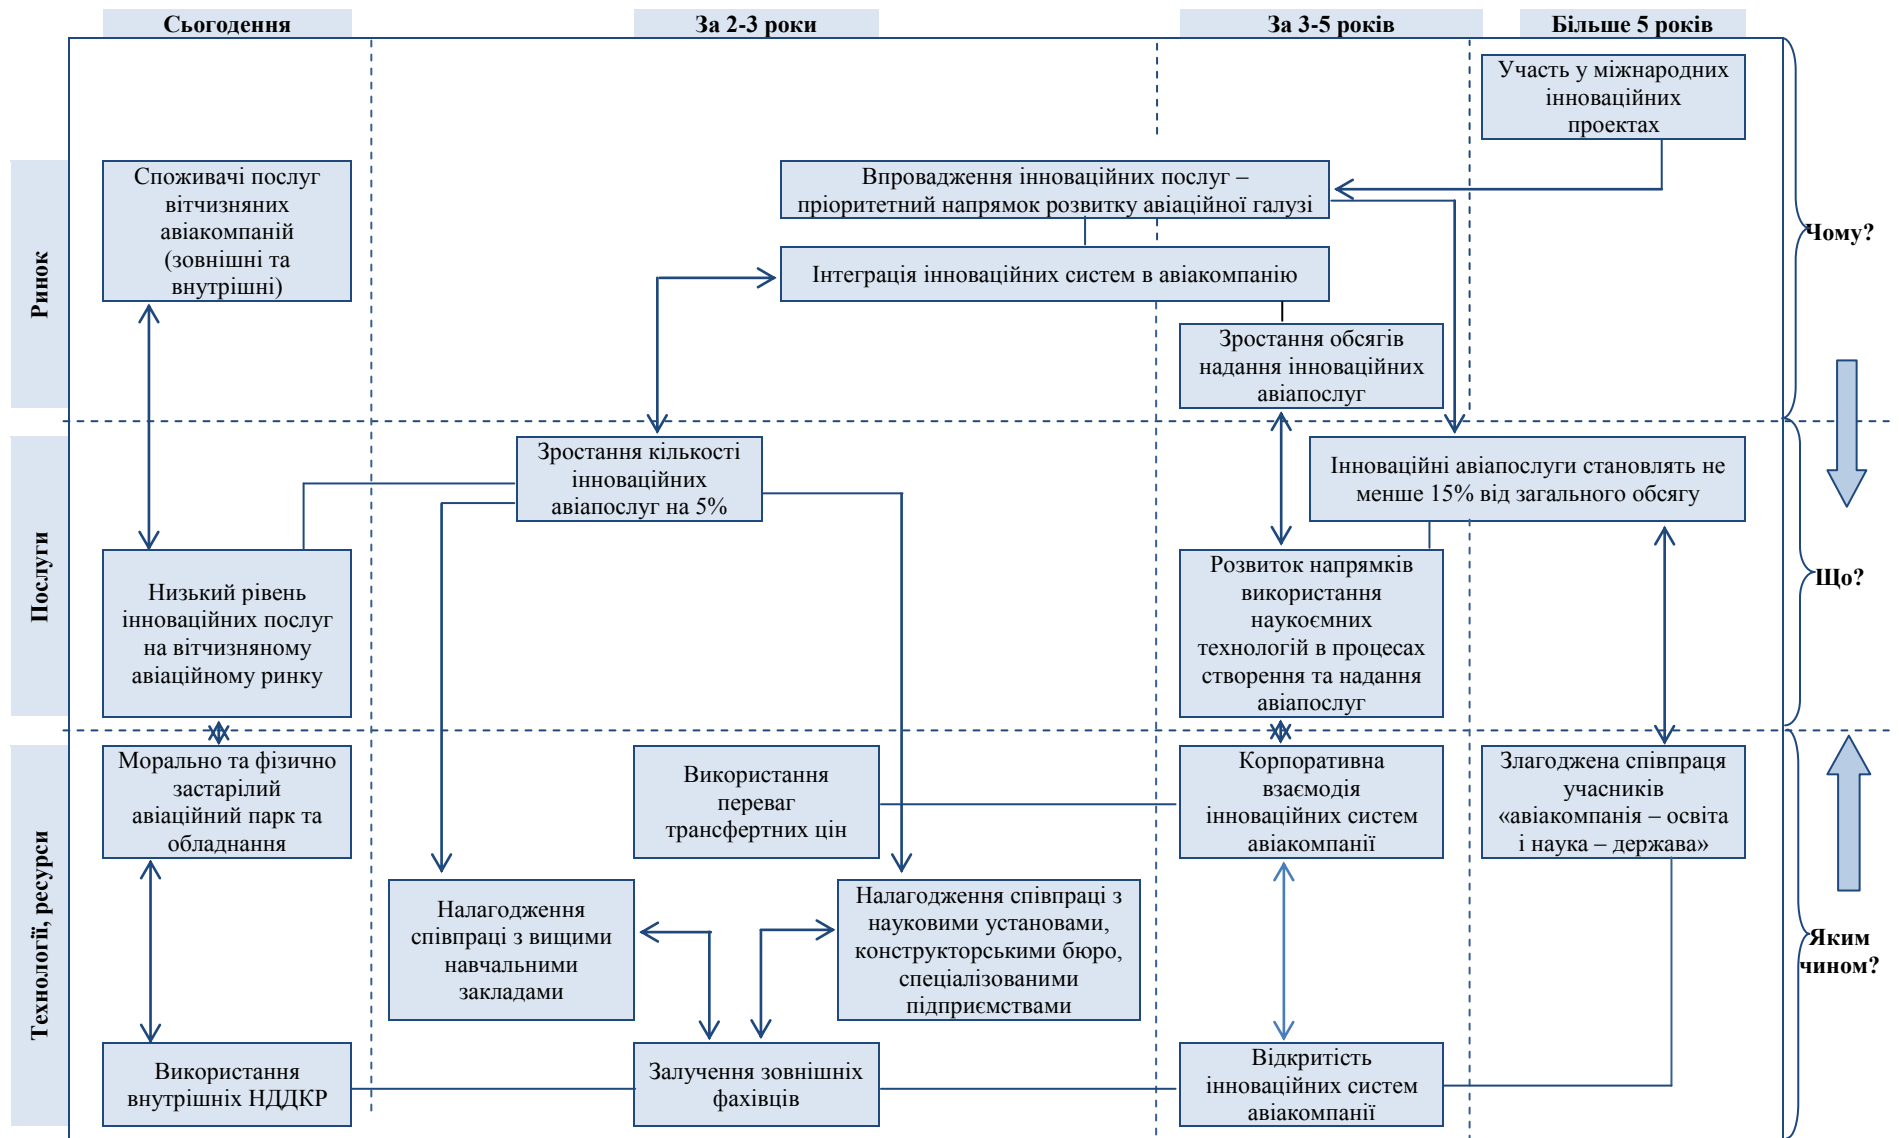 Сьогодення
За 2-3 роки
За 3-5 років
Більше 5 років
Участь у міжнародних
інноваційних
проектах
Ринок
Споживачі послуг
вітчизняних
авіакомпаній
(зовнішні та
внутрішні)
Впровадження інноваційних послуг –
пріоритетний напрямок розвитку авіаційної галузі
Інтеграція інноваційних систем в авіакомпанію
Зростання обсягів
надання інноваційних
авіапослуг
Чому?
Послуги
Зростання кількості
інноваційних
авіапослуг на 5%
Інноваційні авіапослуги становлять не
менше 15% від загального обсягу
Низький рівень
інноваційних послуг
на вітчизняному
авіаційному ринку
Розвиток напрямків
використання
наукоємних
технологій в процесах
створення та надання
авіапослуг
Що?
Технології, ресурси
Морально та фізично
застарілий
авіаційний парк та
обладнання
Використання
переваг
трансфертних цін
Корпоративна
взаємодія
інноваційних систем
авіакомпанії
Злагоджена співпраця
учасників
«авіакомпанія – освіта
і наука – держава»
Налагодження
співпраці з вищими
навчальними
закладами
Налагодження співпраці з
науковими установами,
конструкторськими бюро,
спеціалізованими
підприємствами
Яким
чином?
Використання
внутрішніх НДДКР
Залучення зовнішніх
фахівців
Відкритість
інноваційних систем
авіакомпанії